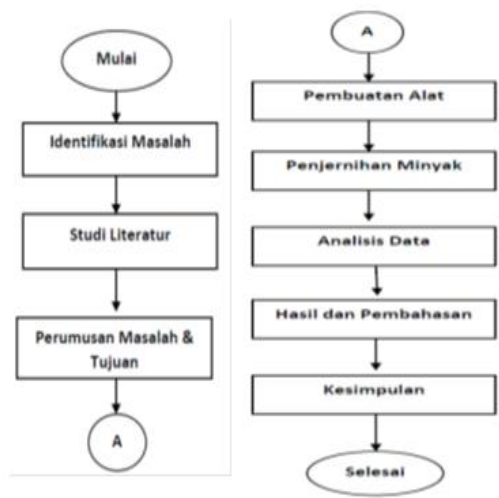 Mulai
Identifikasi Masalah
Studi Literatur
Perumusan Masalah &
Tujuan
A
A
Pembuatan Alat
Penjernihan Minyak
Analisis Data
Hasil dan Pembahasan
Kesimpulan
Selesai